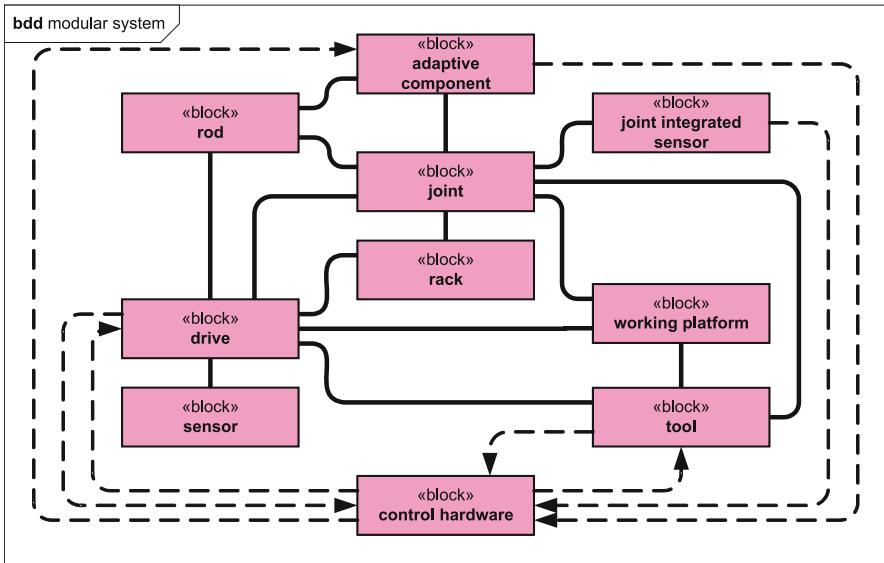 bdd modular system
«block»
adaptive
component
«block»
rod
«block»
joint integrated
sensor
«block»
joint
«block»
rack
«block»
drive
«block»
working platform
«block»
sensor
«block»
tool
«block»
control hardware